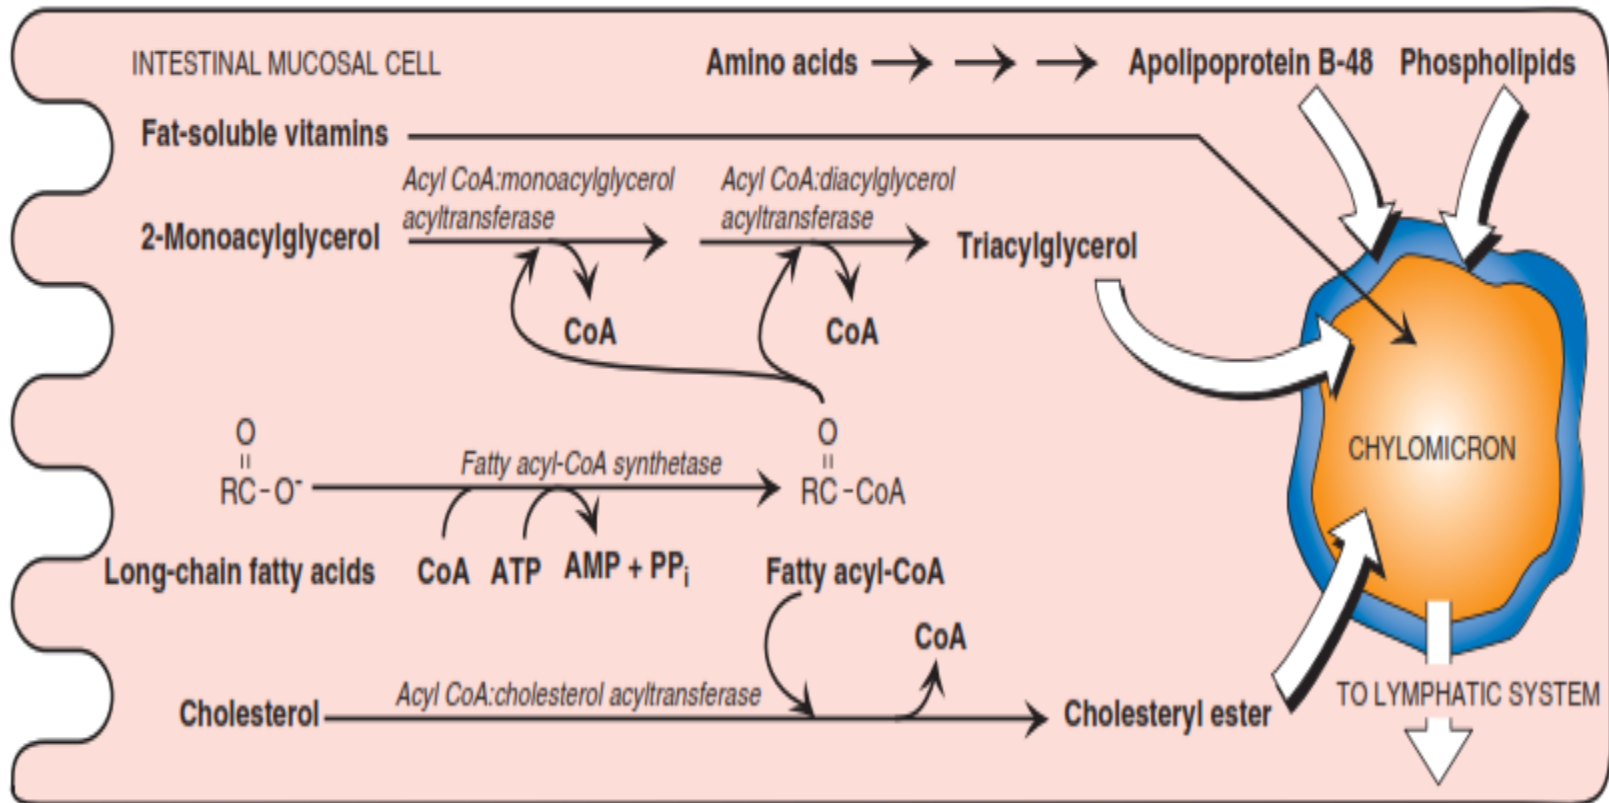 INTESTINAL MUCOSAL CELL
Amino acids
Apolipoprotein B-48
Phospholipids
Fat-soluble vitamins
Acyl CoA:monoacylglycerol
acyltransferase
Acyl CoA:diacylglycerol
acyltransferase
2-Monoacylglycerol
Triacylglycerol
CoA
CoA
O
RC-O-
Fatty acyl-CoA synthetase
O
RC-CoA
CHYLOMICRON
Long-chain fatty acids
CoA
ATP
AMP + PPi
Fatty acyl-CoA
CoA
Acyl CoA:cholesterol acyltransferase
Cholesterol
Cholesteryl ester
TO LYMPHATIC SYSTEM